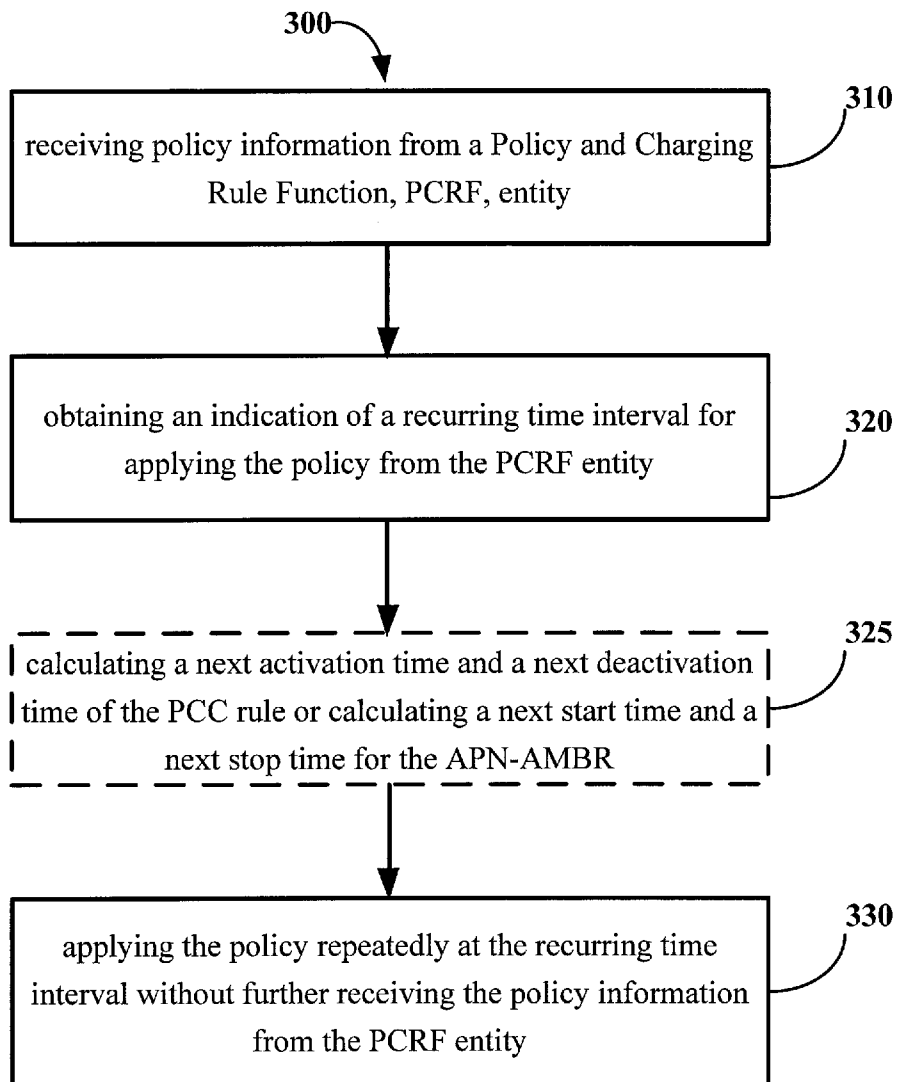 300
310
receiving policy information from a Policy and Charging
Rule Function, PCRF, entity
320
obtaining an indication of a recurring time interval for
applying the policy from the PCRF entity
325
calculating a next activation time and a next deactivation
time of the PCC rule or calculating a next start time and a
next stop time for the APN-AMBR
330
applying the policy repeatedly at the recurring time
interval without further receiving the policy information
from the PCRF entity